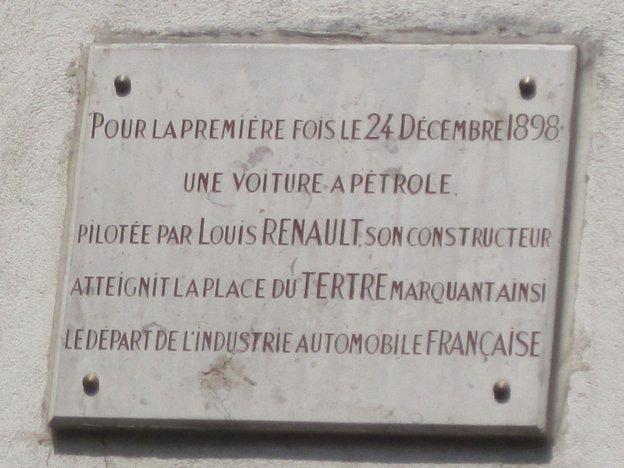 POUR LA PREMIÈRE FOIS LE 24 DÉCEMBRE 1898
UNE VOITURE A PÉTROLE.
PILOTÉE PAR LOUIS RENAULT. SON CONSTRUCTEUR
ATTEIGNIT LA PLACE DU TERTRE MARQUANT AINSI
LE DÉPART DE L'INDUSTRIE AUTOMOBILE FRANÇAISE